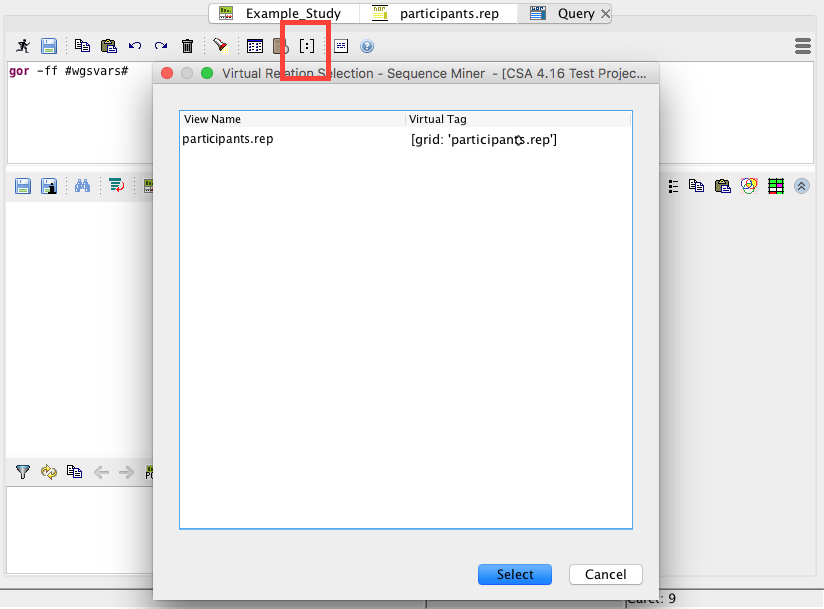 Example_Study participants.rep Query
gor -ff #wgsvars#
Virtual Relation Selection - Sequence Miner - [CSA 4.16 Test Projec...
View Name Virtual Tag
participants.rep [grid: 'participants.rep']
Select Cancel
Caret: 9